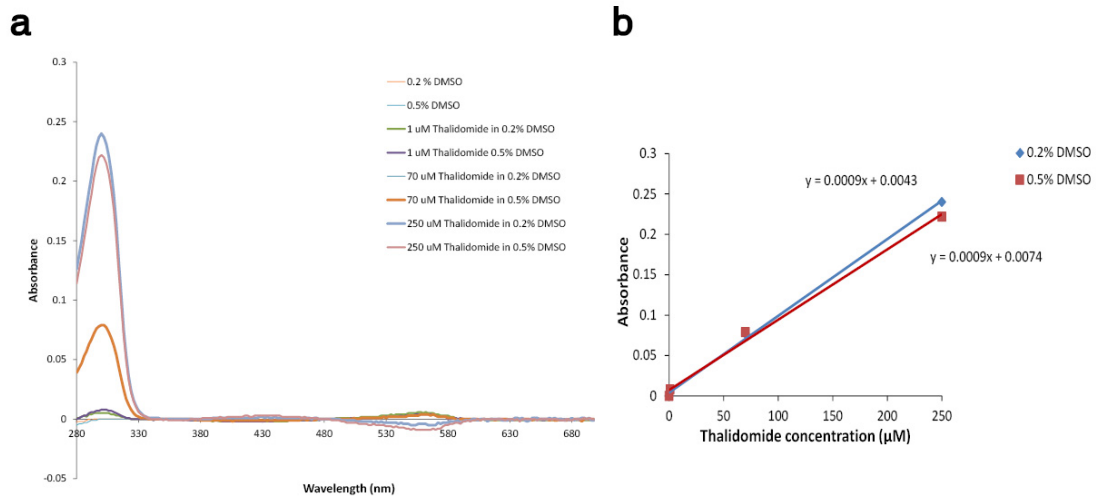 a
0.3
0.25
0.2
0.15
0.1
0.05
0
-0.05
280
330
380
430
480
530
580
630
680
Absorbance
Wavelength (nm)
0.2 % DMSO
0.5% DMSO
1 uM Thalidomide in 0.2% DMSO
1 uM Thalidomide 0.5% DMSO
70 uM Thalidomide in 0.2% DMSO
70 uM Thalidomide in 0.5% DMSO
250 uM Thalidomide in 0.2% DMSO
250 uM Thalidomide in 0.5% DMSO
b
0.3
0.25
0.2
0.15
0.1
0.05
0
0
50
100
150
200
250
Absorbance
Thalidomide concentration (μM)
y = 0.0009x + 0.0043
y = 0.0009x + 0.0074
0.2% DMSO
0.5% DMSO